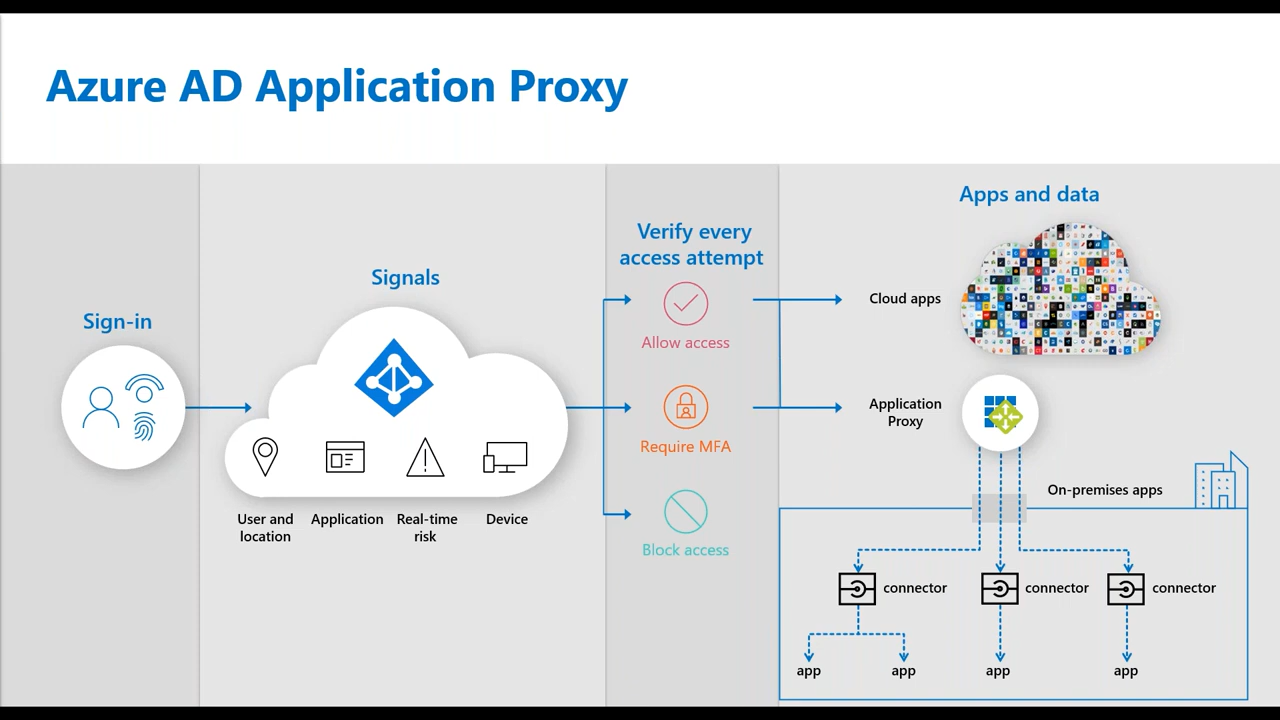 Azure AD Application Proxy
Sign-in
Signals
User and
location
Application
Real-time
risk
Device
Verify every
access attempt
Allow access
Require MFA
Block access
Apps and data
Cloud apps
Application
Proxy
On-premises apps
connector
connector
connector
app
app
app
app